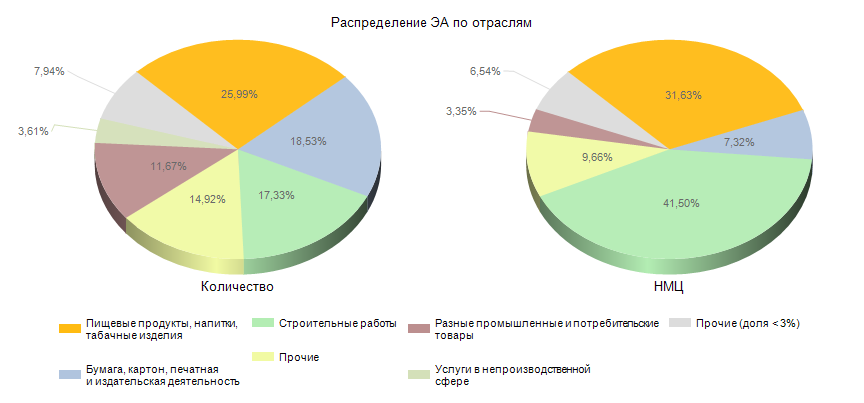 Распределение ЭА по отраслям
7,94%
25,99%
3,61%
18,53%
11,67%
14,92%
17,33%
Количество
6,54%
31,63%
3,35%
7,32%
9,66%
41,50%
НМЦ
Пищевые продукты, напитки,
табачные изделия
Бумага, картон, печатная
и издательская деятельность
Строительные работы
Прочие
Разные промышленные и потребительские
товары
Услуги в непроизводственной
сфере
Прочие (доля < 3%)